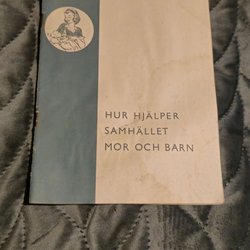 HUR HJÄLPER
SAMHÄLLET
MOR OCH BARN